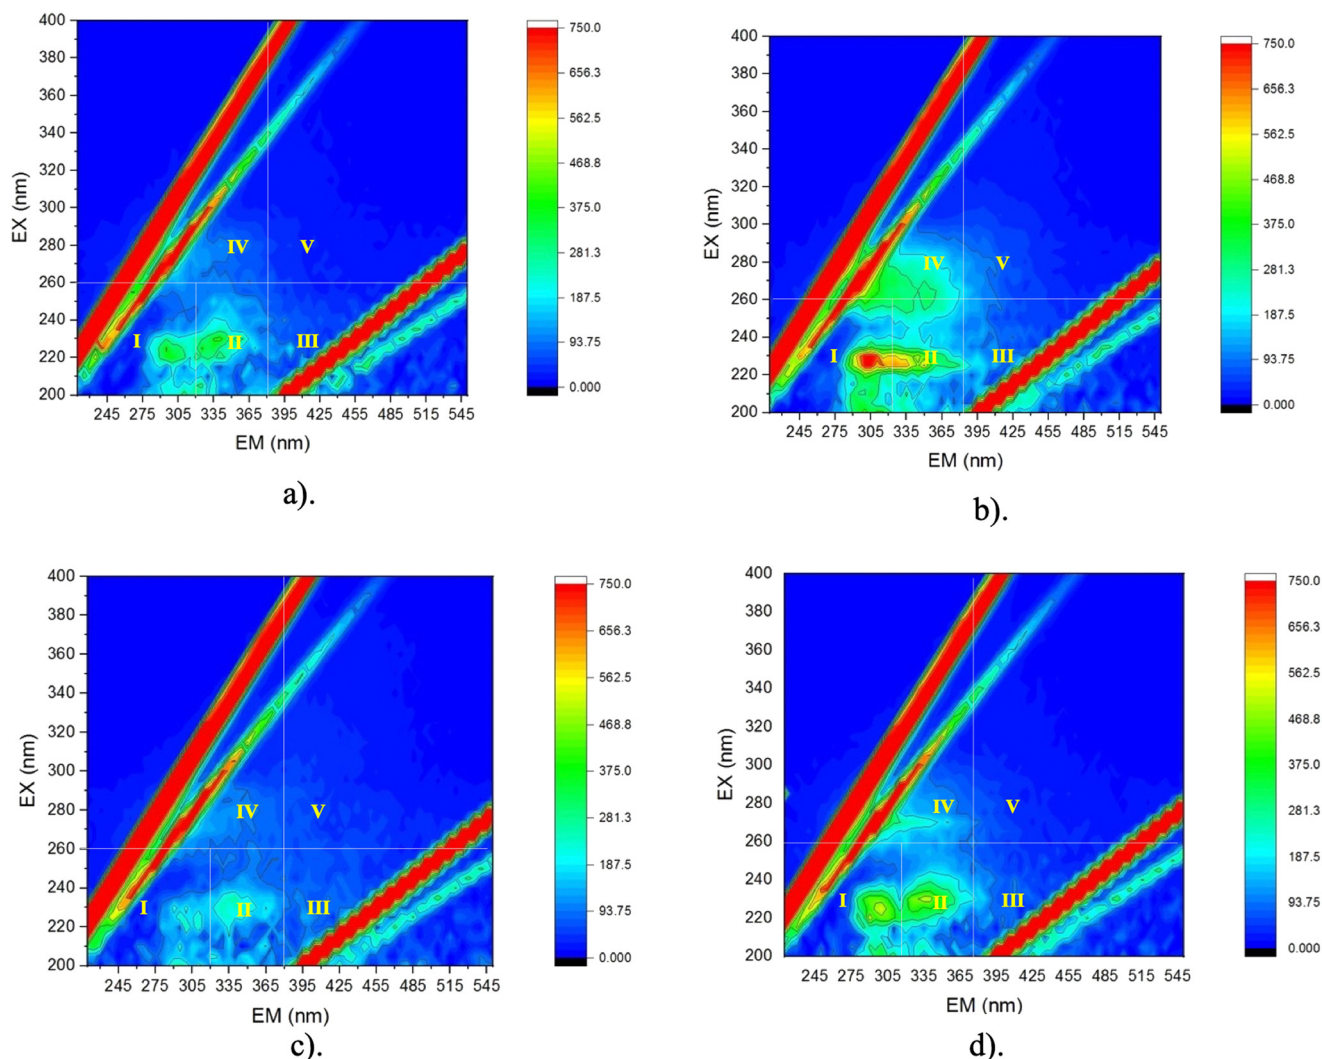 400
380
360
340
320
300
280
260
240
220
200
EX (nm)
IV
V
I
II
III
245 275 305 335 365 395 425 455 485 515 545
EM (nm)
750.0
656.3
562.5
468.8
375.0
281.3
187.5
93.75
0.000
a).
400
380
360
340
320
300
280
260
240
220
200
EX (nm)
IV
V
I
II
III
245 275 305 335 365 395 425 455 485 515 545
EM (nm)
750.0
656.3
562.5
468.8
375.0
281.3
187.5
93.75
0.000
b).
400
380
360
340
320
300
280
260
240
220
200
EX (nm)
IV
V
I
II
III
245 275 305 335 365 395 425 455 485 515 545
EM (nm)
750.0
656.3
562.5
468.8
375.0
281.3
187.5
93.75
0.000
c).
400
380
360
340
320
300
280
260
240
220
200
EX (nm)
IV
V
I
II
III
245 275 305 335 365 395 425 455 485 515 545
EM (nm)
750.0
656.3
562.5
468.8
375.0
281.3
187.5
93.75
0.000
d).